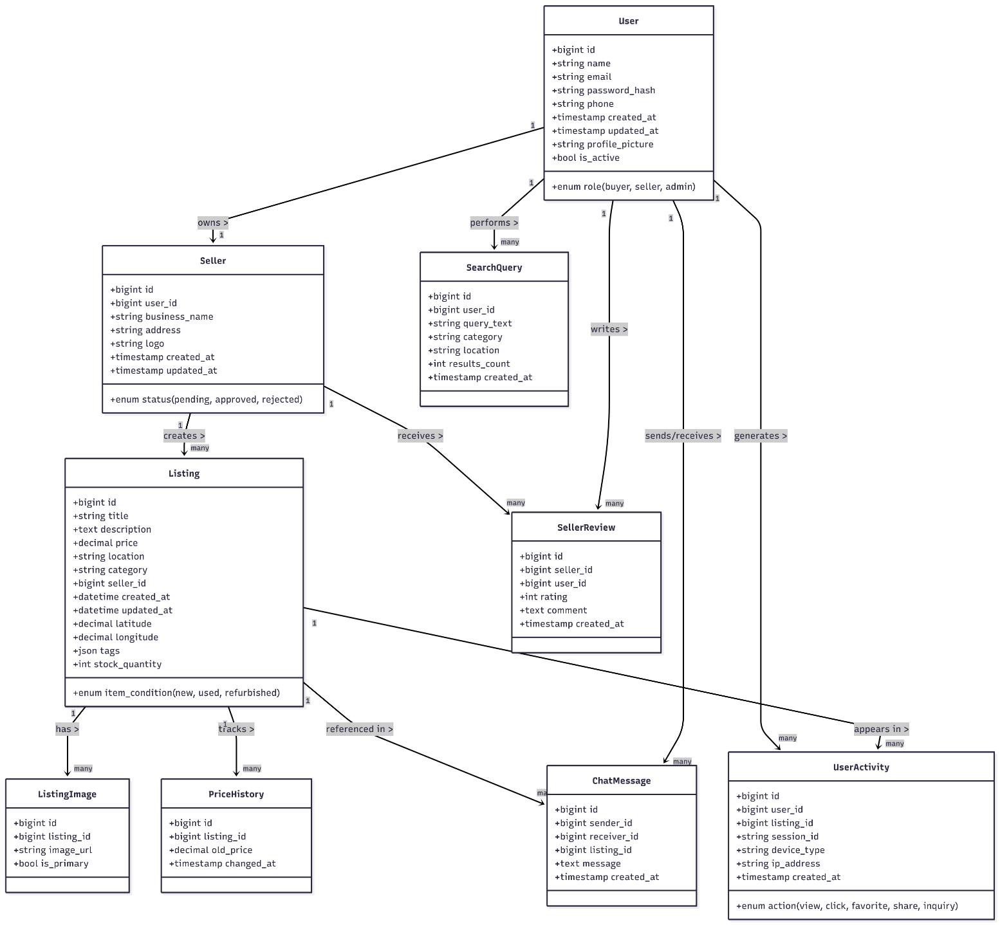 User
+bigint id
+string name
+string email
+string password_hash
+string phone
+timestamp created_at
+timestamp updated_at
+string profile_picture
+bool is_active
+enum role(buyer, seller, admin)
1
1
1
1
1
owns >
1
performs >
many
writes >
sends/receives >
generates >
Seller
+bigint id
+bigint user_id
+string business_name
+string address
+string logo
+timestamp created_at
+timestamp updated_at
+enum status(pending, approved, rejected)
SearchQuery
+bigint id
+bigint user_id
+string query_text
+string category
+string location
+int results_count
+timestamp created_at
1
creates >
many
1
receives >
many
many
Listing
+bigint id
+string title
+text description
+decimal price
+string location
+string category
+bigint seller_id
+datetime created_at
+datetime updated_at
+decimal latitude
+decimal longitude
+json tags
+int stock_quantity
+enum item_condition(new, used, refurbished)
SellerReview
+bigint id
+bigint seller_id
+bigint user_id
+int rating
+text comment
+timestamp created_at
1
1
1
1
has >
tracks >
referenced in >
appears in >
many
many
many
many
many
ListingImage
+bigint id
+bigint listing_id
+string image_url
+bool is_primary
PriceHistory
+bigint id
+bigint listing_id
+decimal old_price
+timestamp changed_at
ChatMessage
+bigint id
+bigint sender_id
+bigint receiver_id
+bigint listing_id
+text message
+timestamp created_at
UserActivity
+bigint id
+bigint user_id
+bigint listing_id
+string session_id
+string device_type
+string ip_address
+timestamp created_at
+enum action(view, click, favorite, share, inquiry)